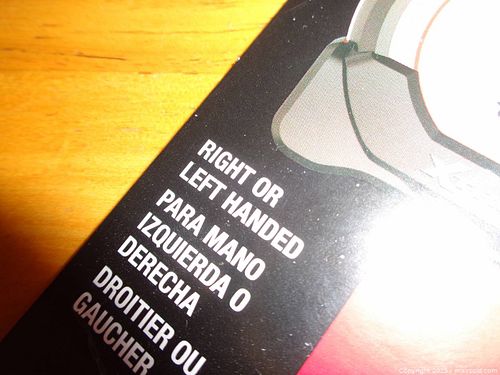 RIGHT OR
LEFT HANDED
PARA MANO
IZQUIERDA O
DERECHA
DROITIER OU
GAUCHER